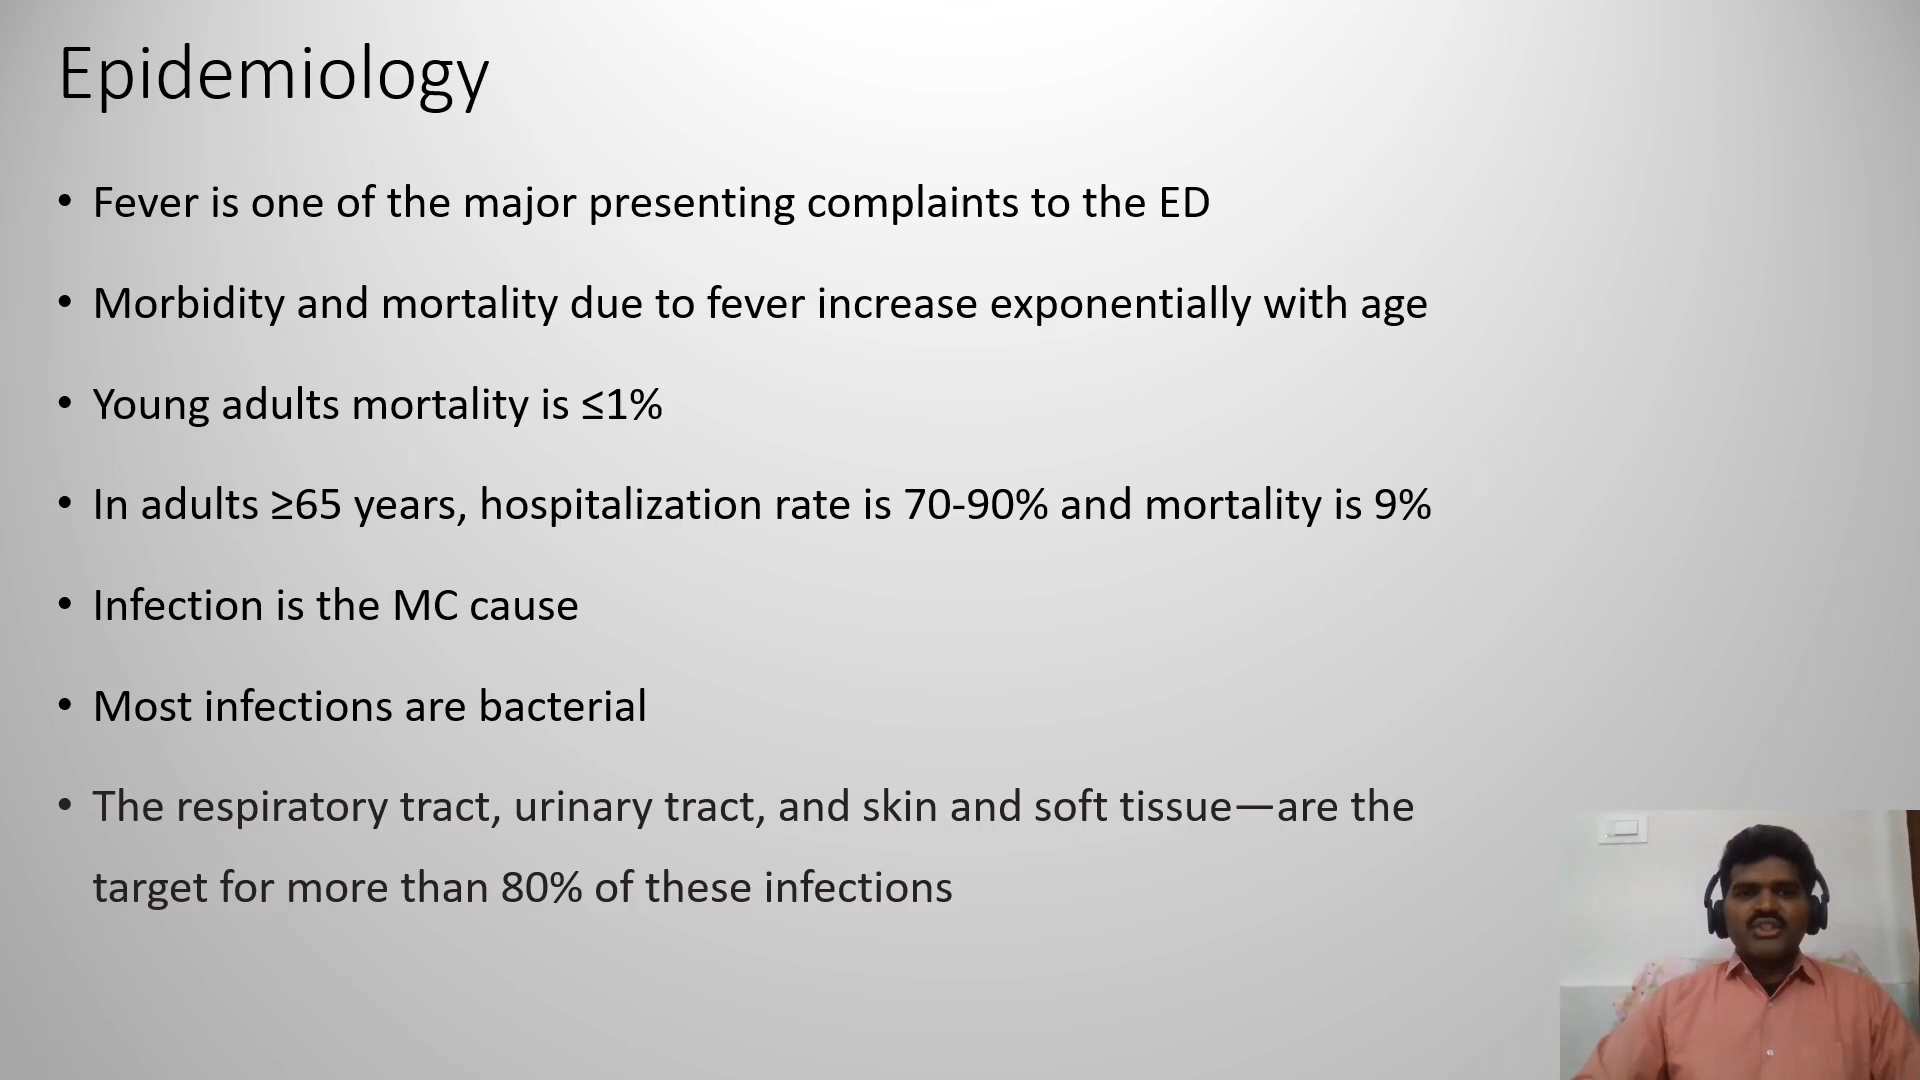 Epidemiology
• Fever is one of the major presenting complaints to the ED
• Morbidity and mortality due to fever increase exponentially with age
• Young adults mortality is ≤1%
• In adults ≥65 years, hospitalization rate is 70-90% and mortality is 9%
• Infection is the MC cause
• Most infections are bacterial
• The respiratory tract, urinary tract, and skin and soft tissue—are the
target for more than 80% of these infections